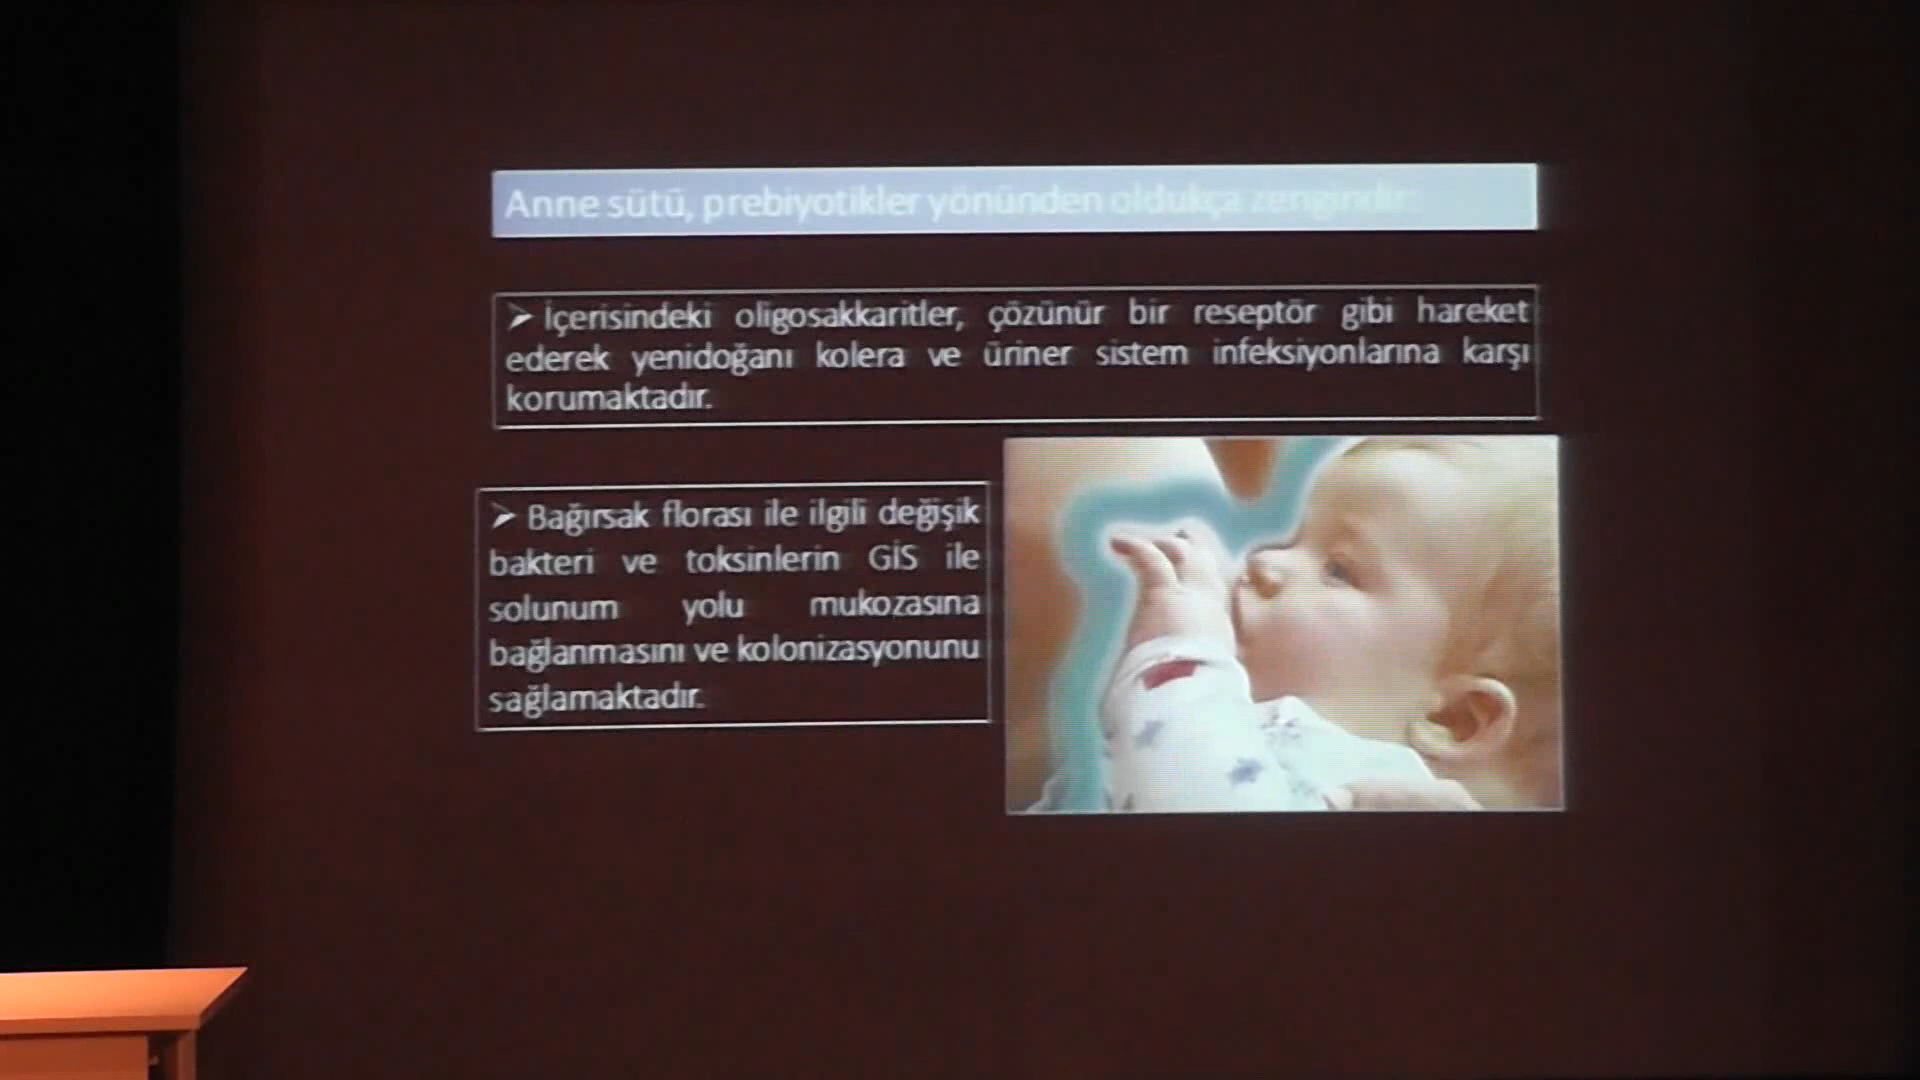 Anne sütü, prebiyotikler yönünden oldukça zengindir:
➢ İçerisindeki oligosakkaritler, çözünür bir reseptör gibi hareket
ederek yenidoğanı kolera ve üriner sistem infeksiyonlarına karşı
korumaktadır.
➢ Bağırsak florası ile ilgili değişik
bakteri ve toksinlerin GİS ile
solunum yolu mukozasına
bağlanmasını ve kolonizasyonunu
sağlamaktadır.